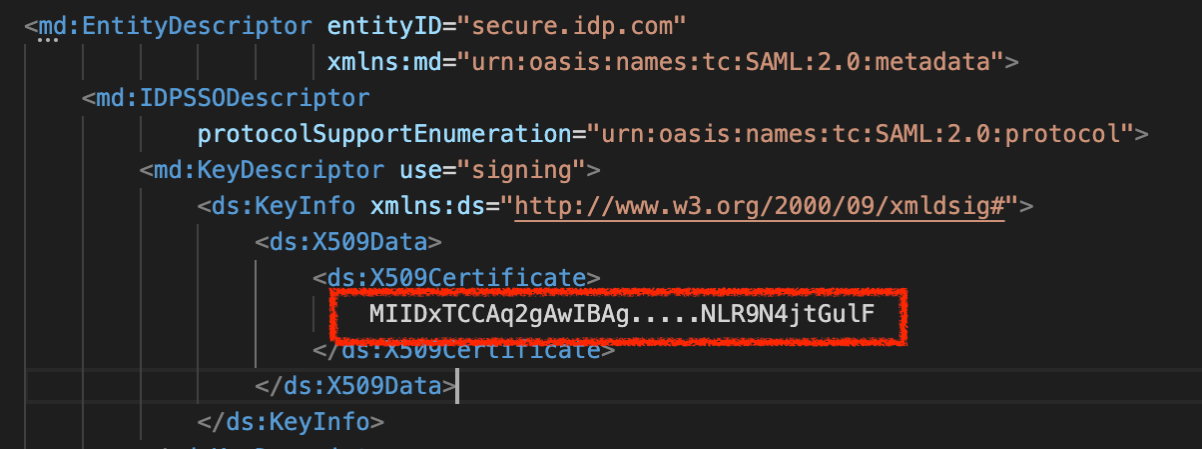 <md:EntityDescriptor entityID="secure.idp.com"
xmlns:md="urn:oasis:names:tc:SAML:2.0:metadata">
<md:IDPSSODescriptor
protocolSupportEnumeration="urn:oasis:names:tc:SAML:2.0:protocol">
<md:KeyDescriptor use="signing">
<ds:KeyInfo xmlns:ds="http://www.w3.org/2000/09/xmldsig#">
<ds:X509Data>
<ds:X509Certificate>
MIIDxTCCAq2gAwIBAg.....NLR9N4jtGulF
</ds:X509Certificate>
</ds:X509Data>
</ds:KeyInfo>